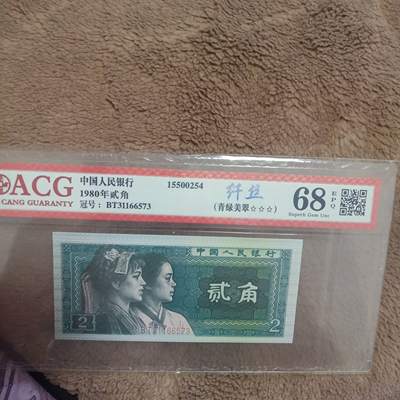 ACG
CANG GUARANTY
中国人民银行
1980年贰角
冠号：BT31166573
15500254
纤丝
(青绿美翠☆☆☆)
68 EPQ
Superb Gem Unc
中国人民银行
贰角
BT31166573
2
2